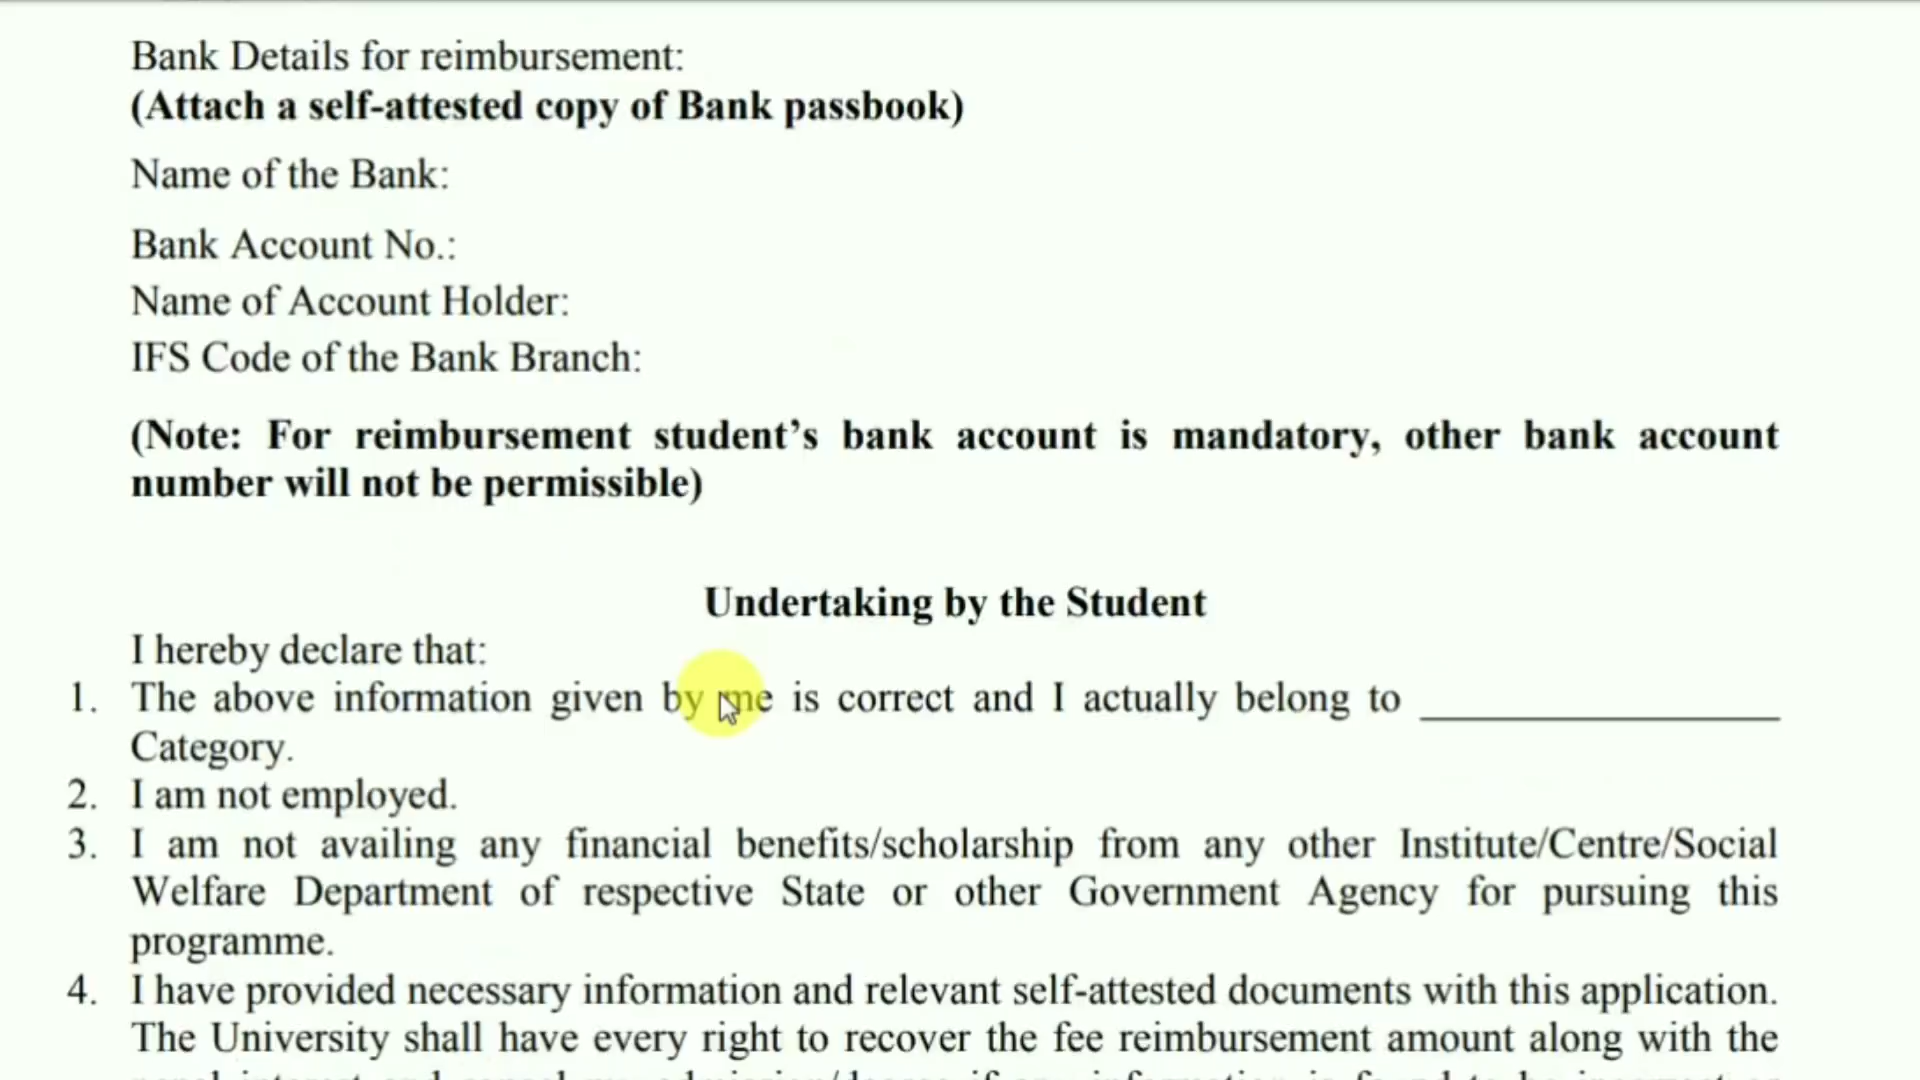 Bank Details for reimbursement:
(Attach a self-attested copy of Bank passbook)
Name of the Bank:
Bank Account No.:
Name of Account Holder:
IFS Code of the Bank Branch:
(Note: For reimbursement student's bank account is mandatory, other bank account
number will not be permissible)
Undertaking by the Student
I hereby declare that:
1. The above information given by me is correct and I actually belong to ____________
Category.
2. I am not employed.
3. I am not availing any financial benefits/scholarship from any other Institute/Centre/Social
Welfare Department of respective State or other Government Agency for pursuing this
programme.
4. I have provided necessary information and relevant self-attested documents with this application.
The University shall have every right to recover the fee reimbursement amount along with the